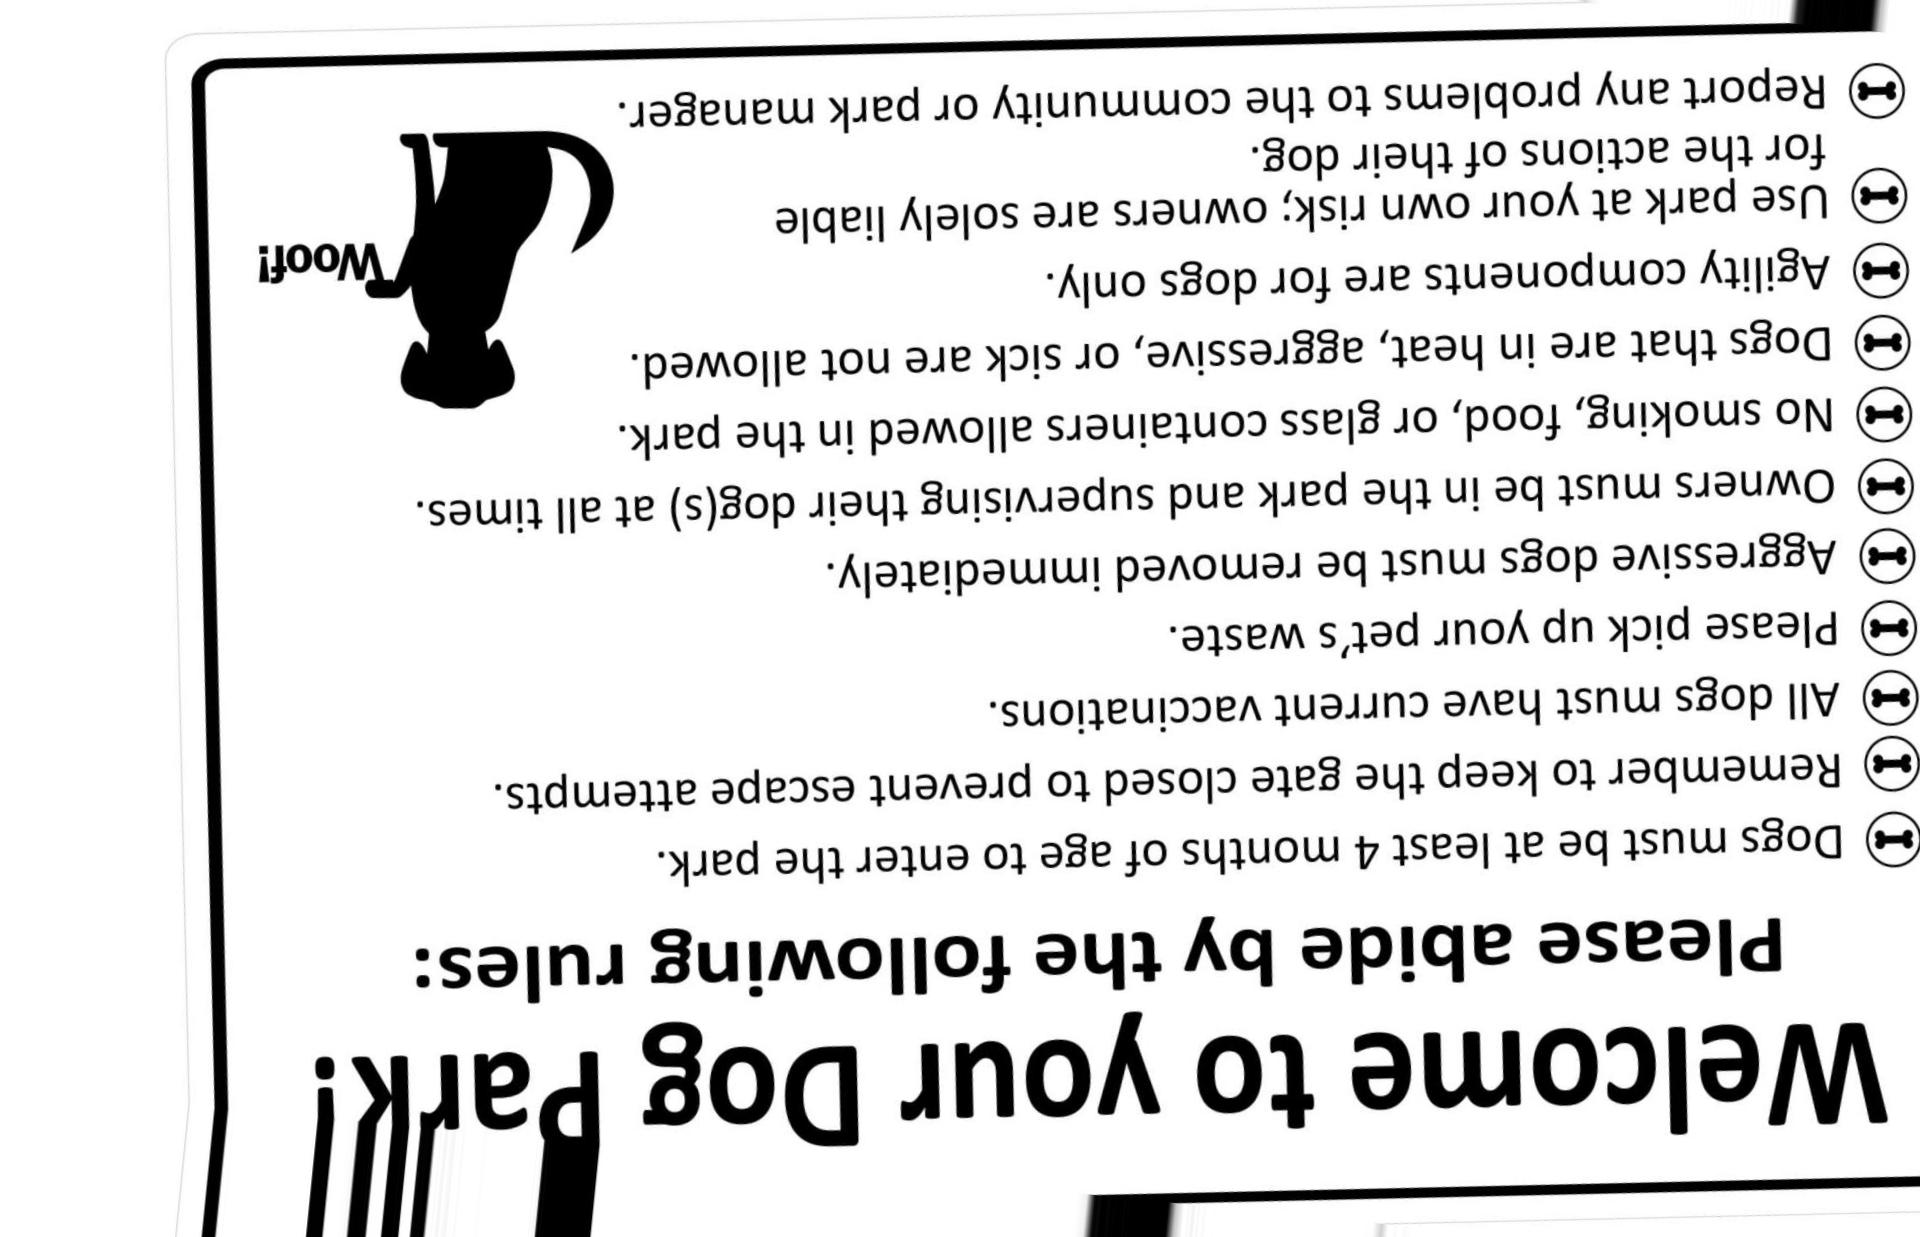 Welcome to your Dog Park!
Please abide by the following rules:
Dogs must be at least 4 months of age to enter the park.
Remember to keep the gate closed to prevent escape attempts.
All dogs must have current vaccinations.
Please pick up your pet's waste.
Aggressive dogs must be removed immediately.
Owners must be in the park and supervising their dog(s) at all times.
No smoking, food, or glass containers allowed in the park.
Dogs that are in heat, aggressive, or sick are not allowed.
Agility components are for dogs only.
Use park at your own risk; owners are solely liable
for the actions of their dog.
Report any problems to the community or park manager.
Woof!